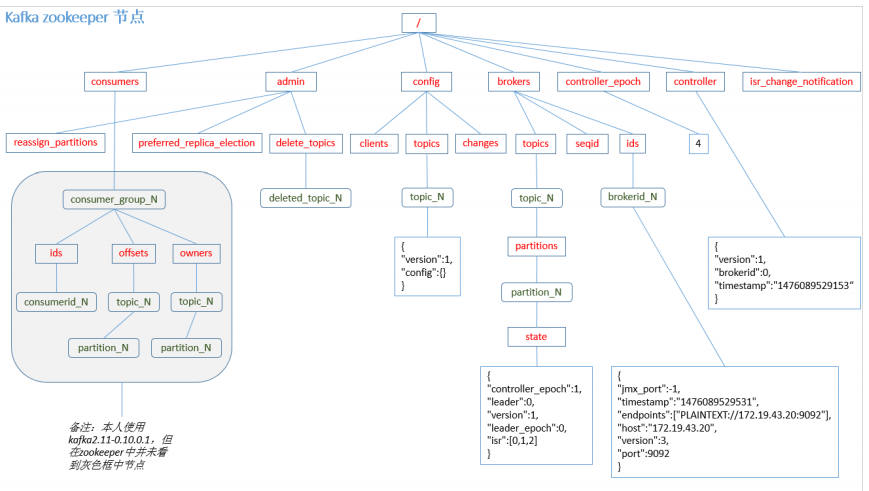 Kafka zookeeper 节点
/
consumers
admin
config
brokers
controller_epoch
controller
isr_change_notification
reassign_partitions
preferred_replica_election
delete_topics
clients
topics
changes
topics
seqid
ids
4
consumer_group_N
deleted_topic_N
topic_N
topic_N
brokerid_N
ids
offsets
owners
partitions
consumerid_N
topic_N
topic_N
partition_N
partition_N
partition_N
state
{
"version":1,
"config":{}
}
{
"version":1,
"brokerid":0,
"timestamp":"1476089529153"
}
{
"controller_epoch":1,
"leader":0,
"version":1,
"leader_epoch":0,
"isr":[0,1,2]
}
{
"jmx_port":-1,
"timestamp":"1476089529531",
"endpoints":["PLAINTEXT://172.19.43.20:9092"],
"host":"172.19.43.20",
"version":3,
"port":9092
}
备注：本人使用
kafka2.11-0.10.0.1，但
在zookeeper中并未看
到灰色框中节点